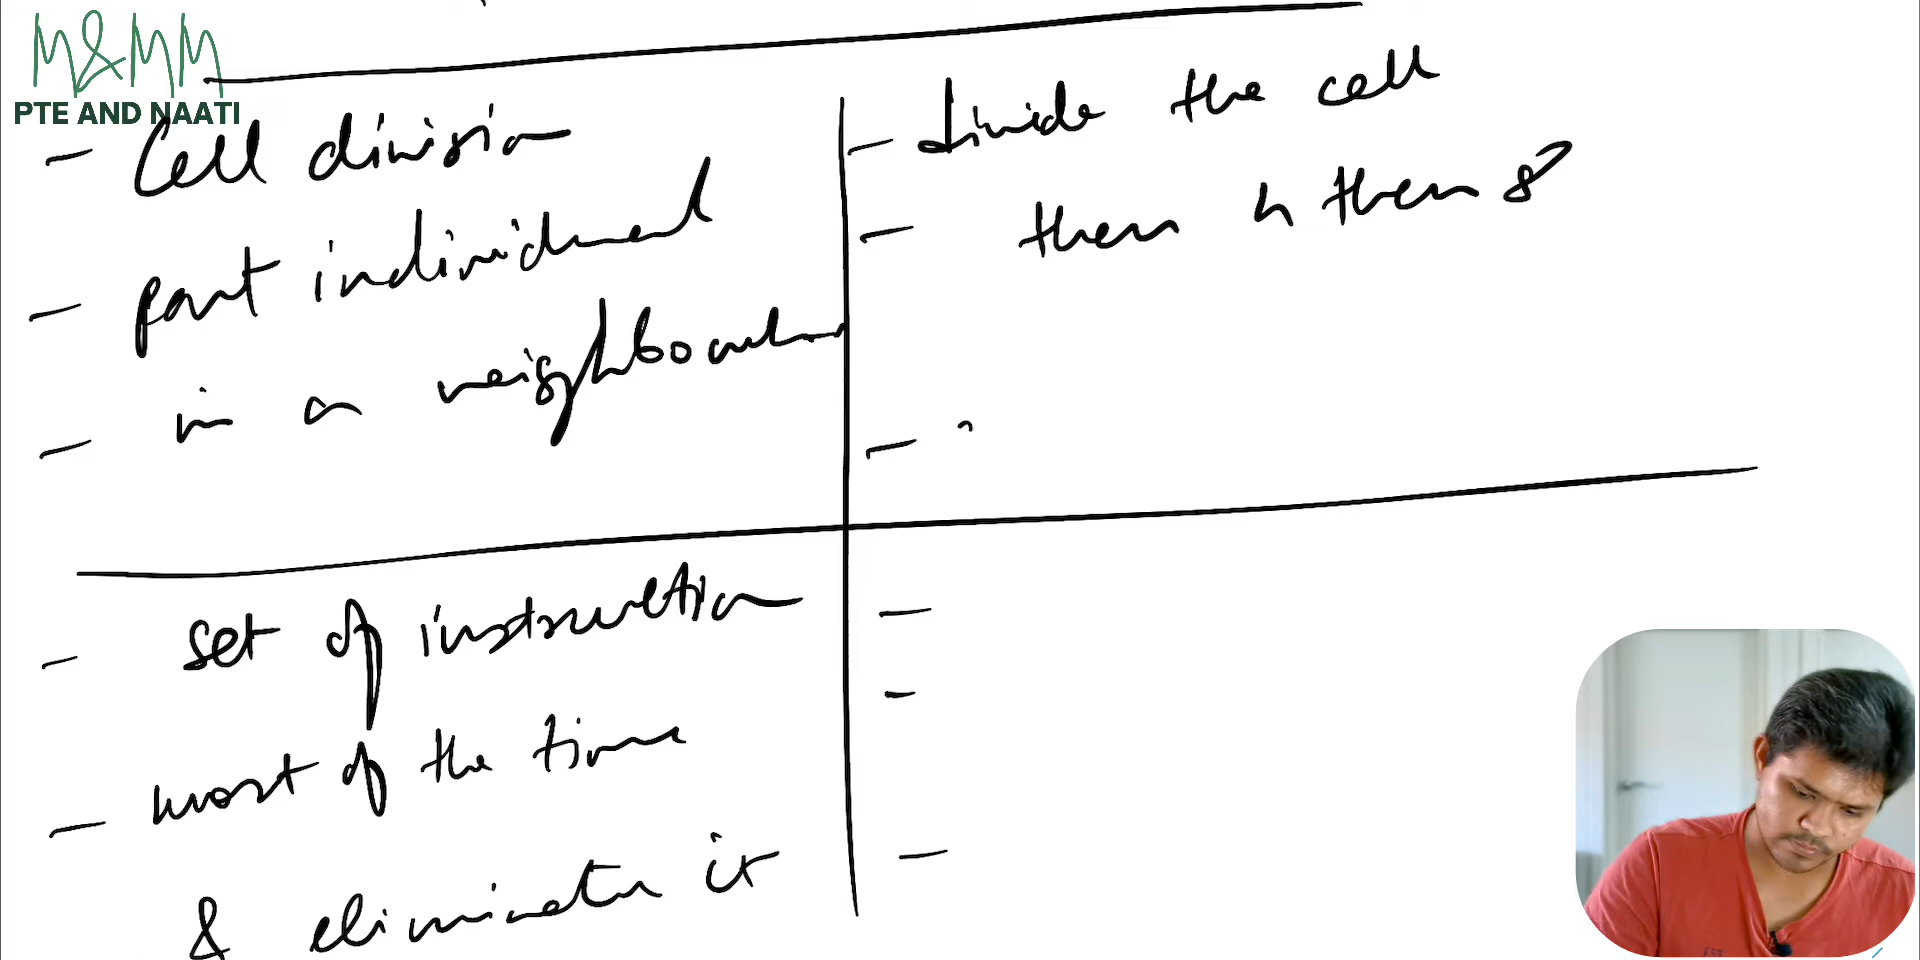 M&MM
PTE AND NAATI
- Cell division
- part individual
- in a neighbourh
- divide the cell
- then 4 then 8
-
- set of instruction
- most of the time
& eliminate it
-
-
-